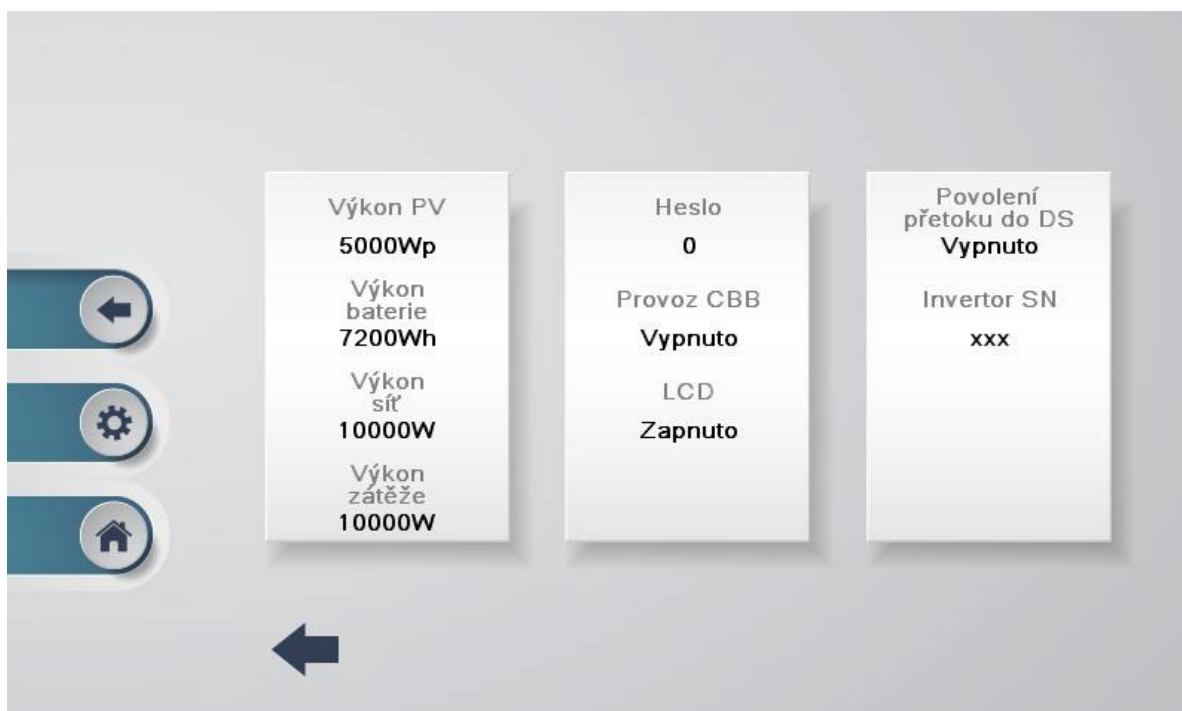 Výkon PV
5000Wp
Výkon
baterie
7200Wh
Výkon
síť
10000W
Výkon
zátěže
10000W
Heslo
0
Provoz CBB
Vypnuto
LCD
Zapnuto
Povolení
přetoku do DS
Vypnuto
Invertor SN
xxx